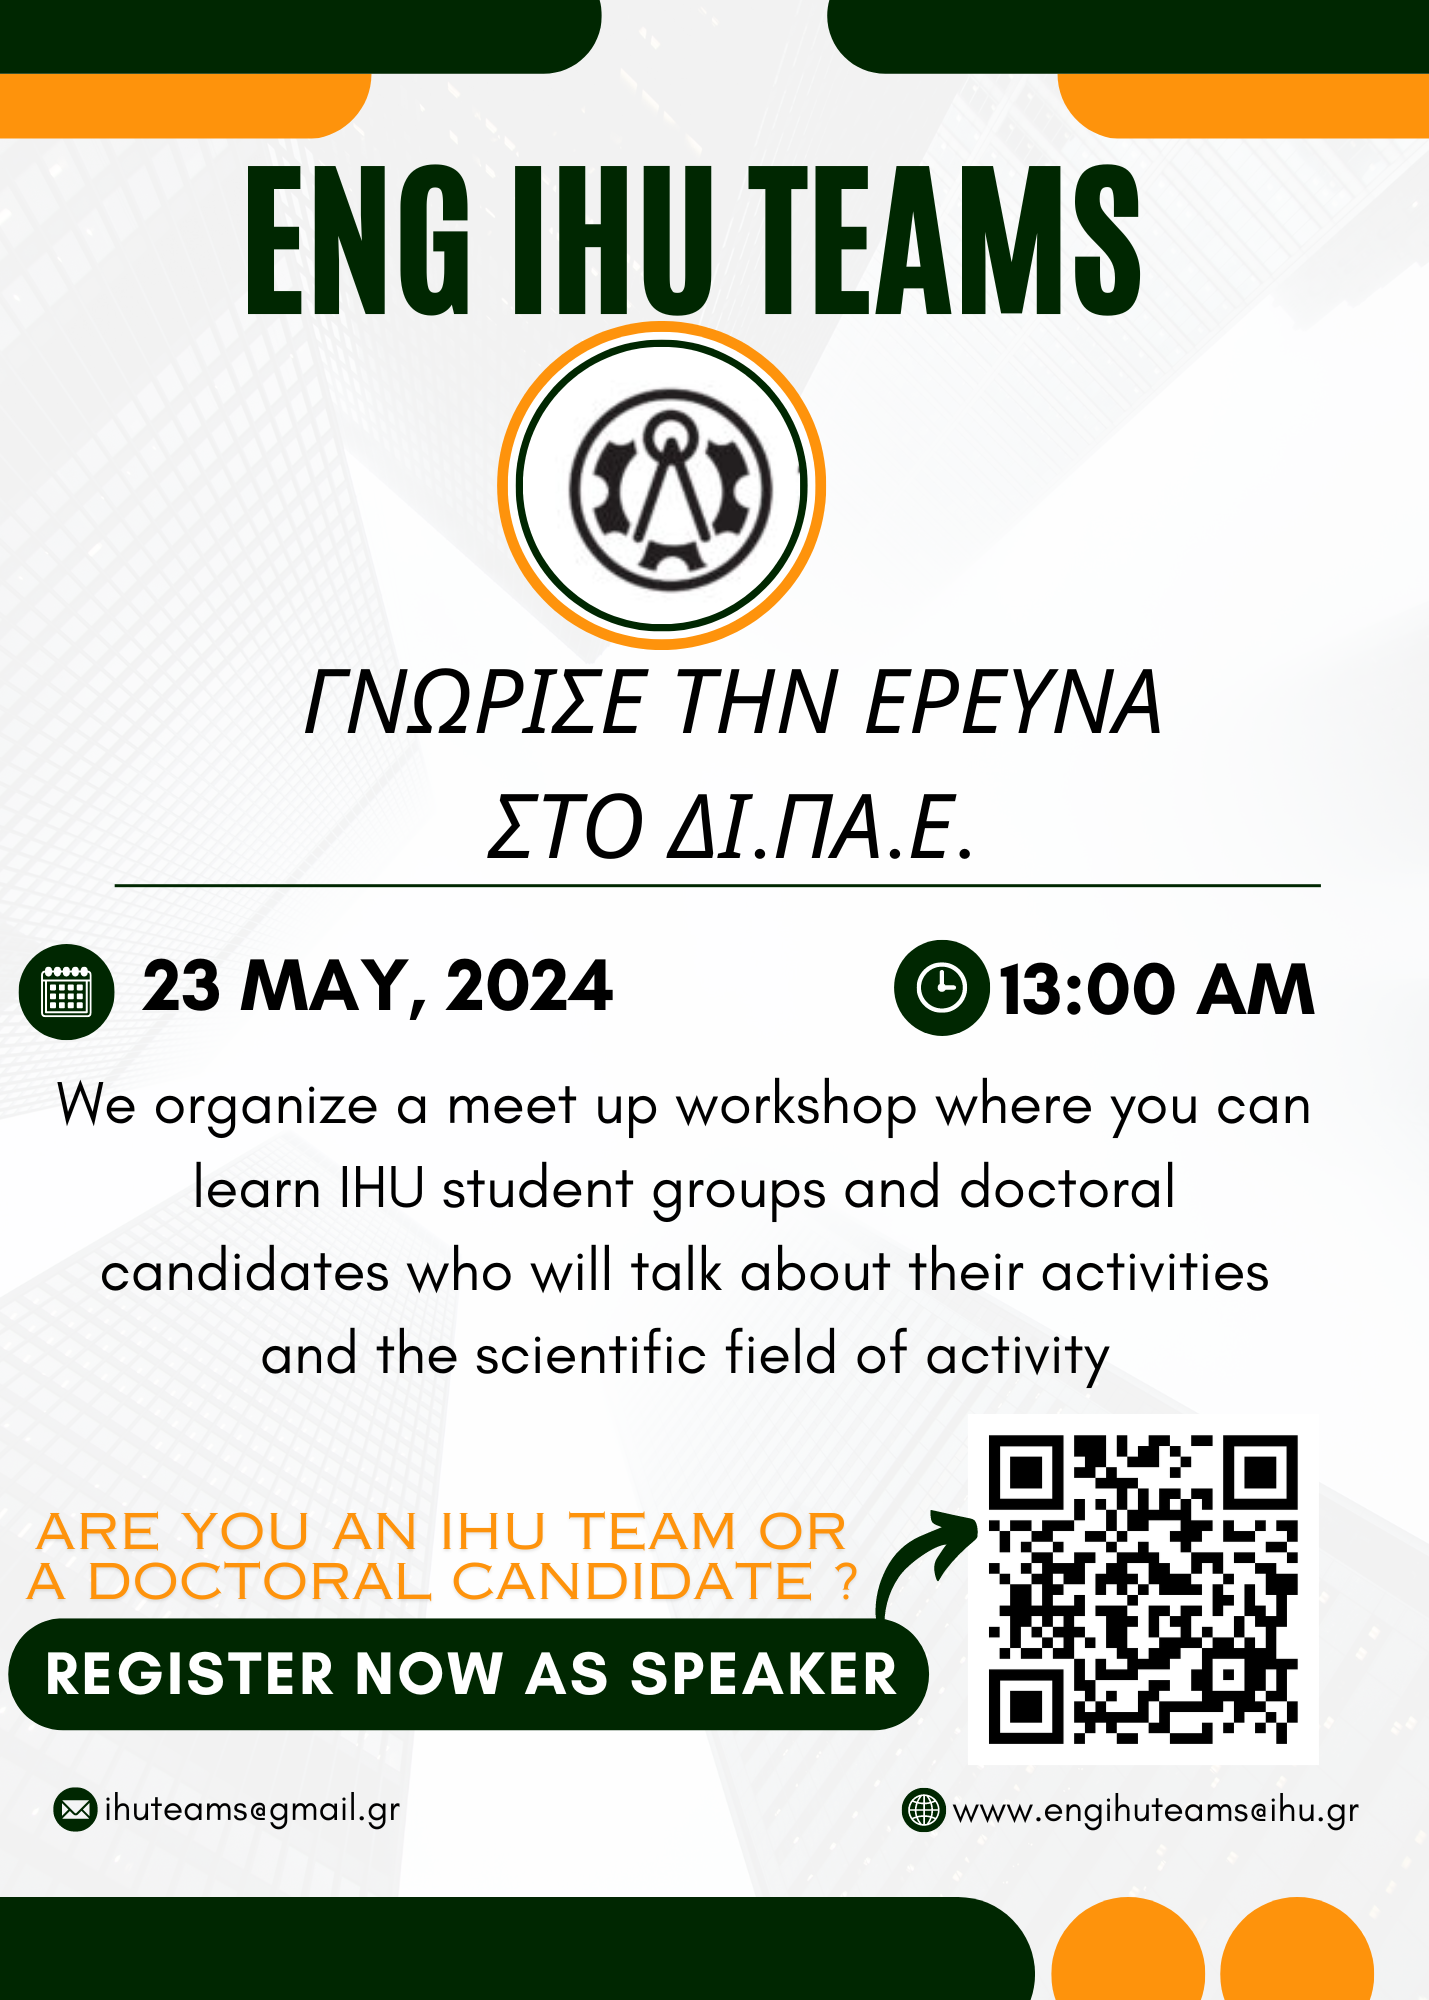 ENG IHU TEAMS
ΓΝΩΡΙΣΕ ΤΗΝ ΕΡΕΥΝΑ
ΣΤΟ ΔΙ.ΠΑ.Ε.
23 MAY, 2024
13:00 AM
We organize a meet up workshop where you can
learn IHU student groups and doctoral
candidates who will talk about their activities
and the scientific field of activity
ARE YOU AN IHU TEAM OR
A DOCTORAL CANDIDATE ?
REGISTER NOW AS SPEAKER
ihuteams@gmail.gr
www.engihuteams@ihu.gr